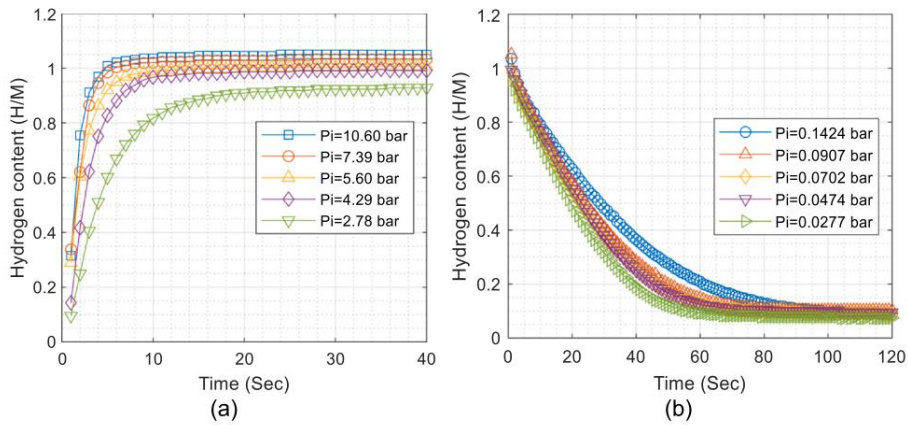 1.2
1
0.8
0.6
0.4
0.2
0
Hydrogen content (H/M)
Pi=10.60 bar
Pi=7.39 bar
Pi=5.60 bar
Pi=4.29 bar
Pi=2.78 bar
0 10 20 30 40
Time (Sec)
(a)
1.2
1
0.8
0.6
0.4
0.2
0
Hydrogen content (H/M)
Pi=0.1424 bar
Pi=0.0907 bar
Pi=0.0702 bar
Pi=0.0474 bar
Pi=0.0277 bar
0 20 40 60 80 100 120
Time (Sec)
(b)